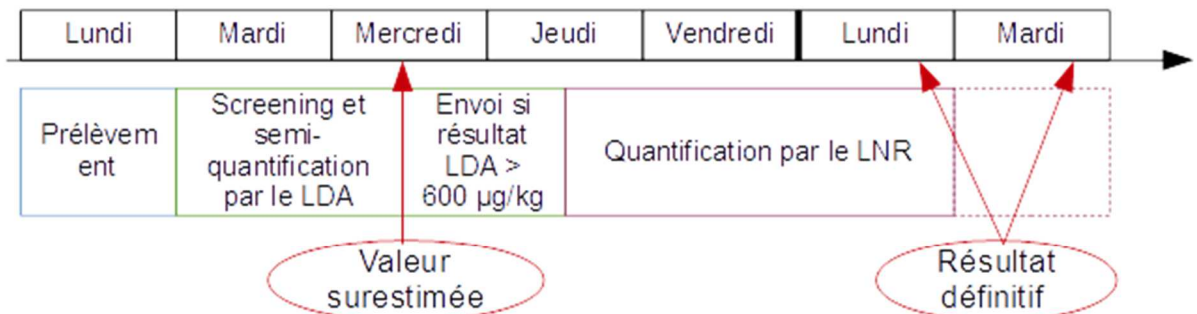 Lundi Mardi Mercredi Jeudi Vendredi Lundi Mardi
Prélèvem
ent
Screening et
semi-
quantification
par le LDA
Envoi si
résultat
LDA >
600 µg/kg
Quantification par le LNR
Valeur
surestimée
Résultat
définitif